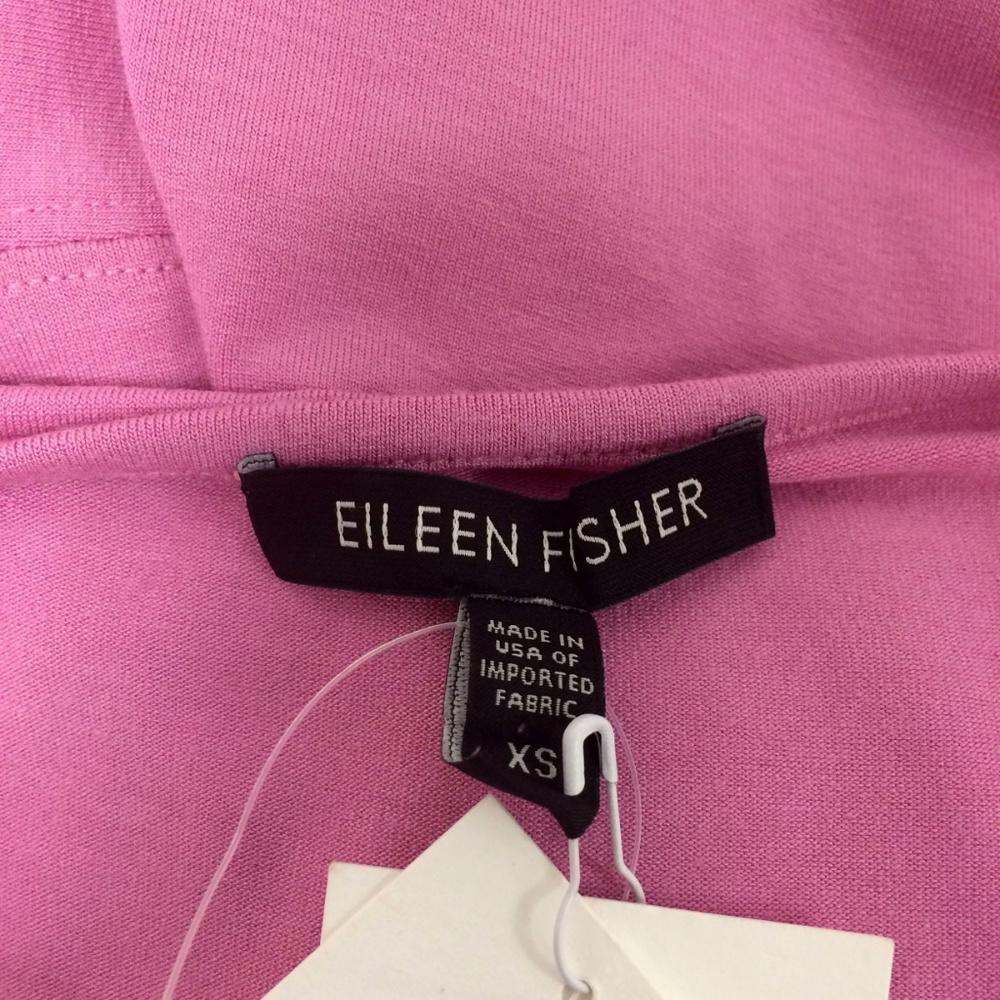 EILEEN FISHER
MADE IN
USA OF
IMPORTED
FABRIC
XS